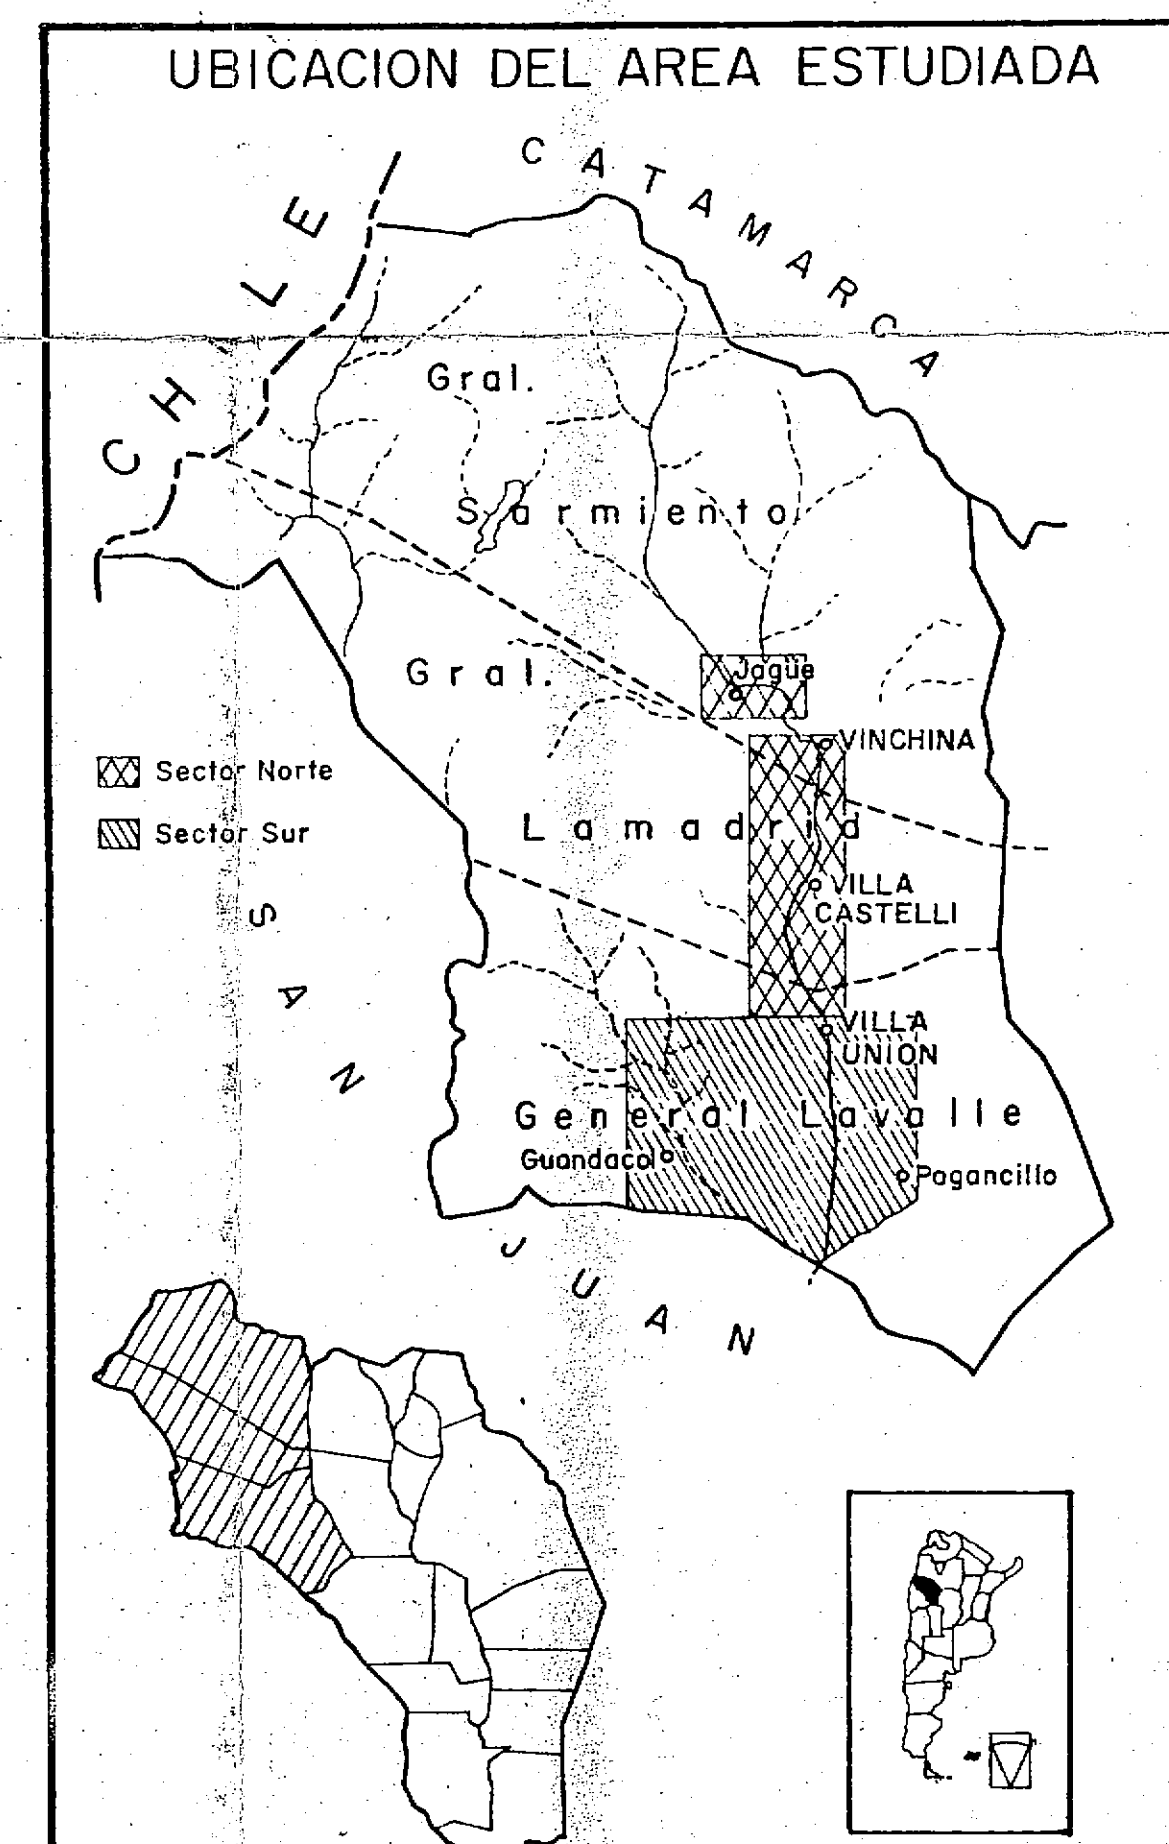 UBICACION DEL AREA ESTUDIADA
CATAMARCA
CHILE
Gral.
Sarmiento
Gral.
Jagüe
VINCHINA
Sector Norte
Sector Sur
Lamadrid
VILLA
CASTELLI
SAN
VILLA
UNION
General Lavalle
Guandacol
Pagancillo
JUAN